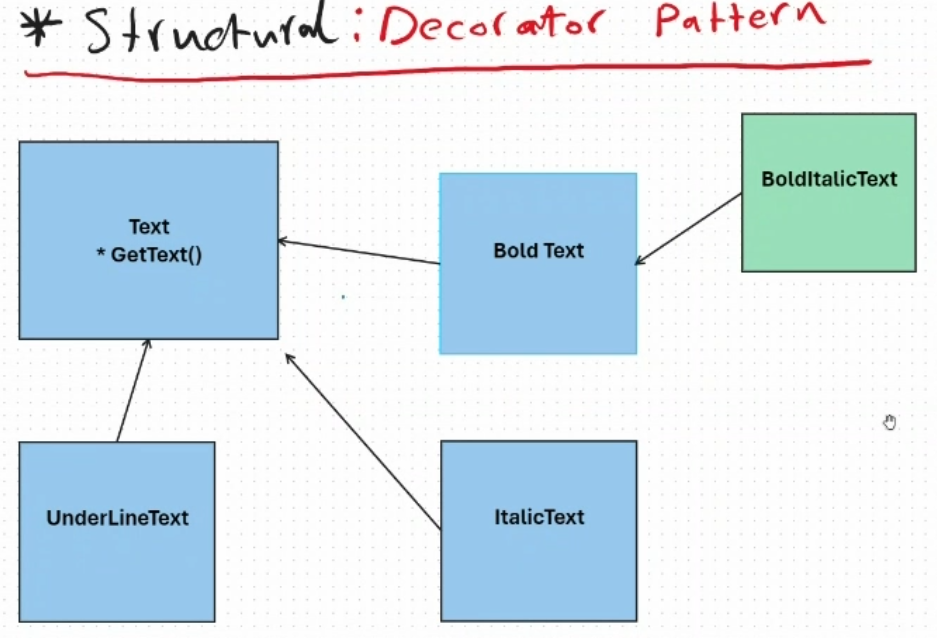 * Structural: Decorator Pattern
BoldItalicText
Text
* GetText()
Bold Text
UnderLineText
ItalicText